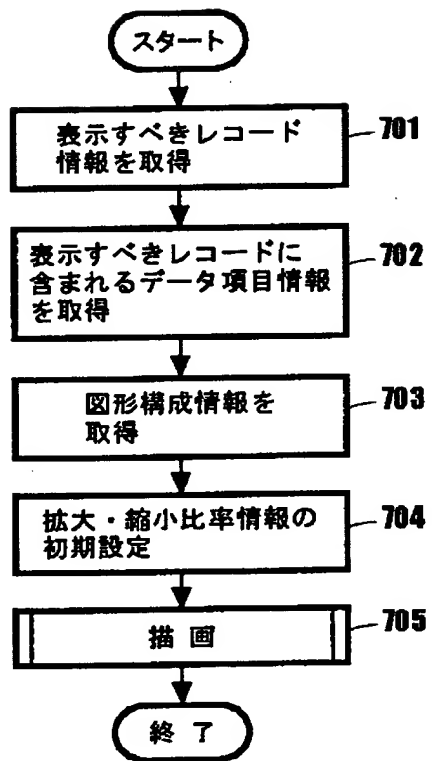 スタート
表示すべきレコード
情報を取得
701
表示すべきレコードに
含まれるデータ項目情報
を取得
702
図形構成情報を
取得
703
拡大・縮小比率情報の
初期設定
704
描画
705
終了